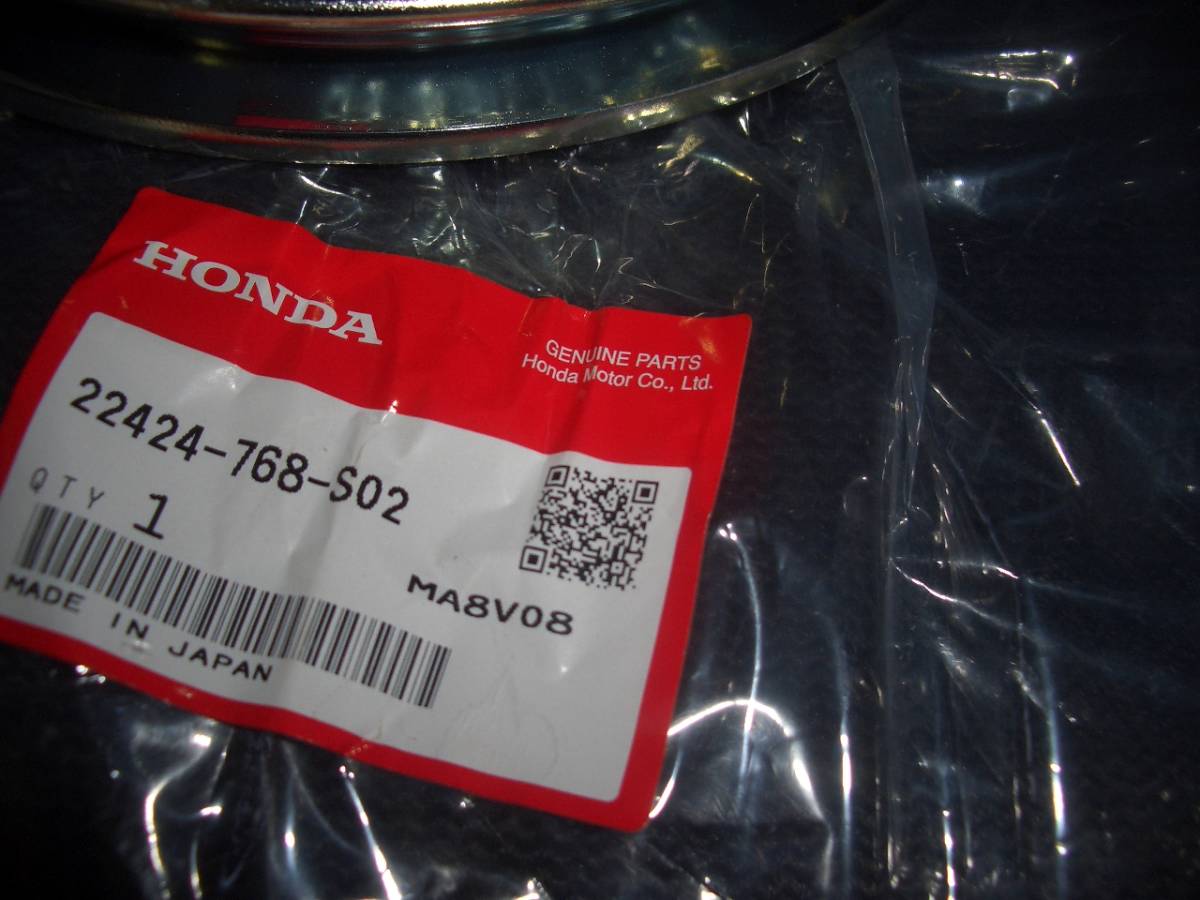 HONDA
GENUINE PARTS
Honda Motor Co., Ltd.
22424-768-S02
QTY 1
MA8V08
MADE IN JAPAN